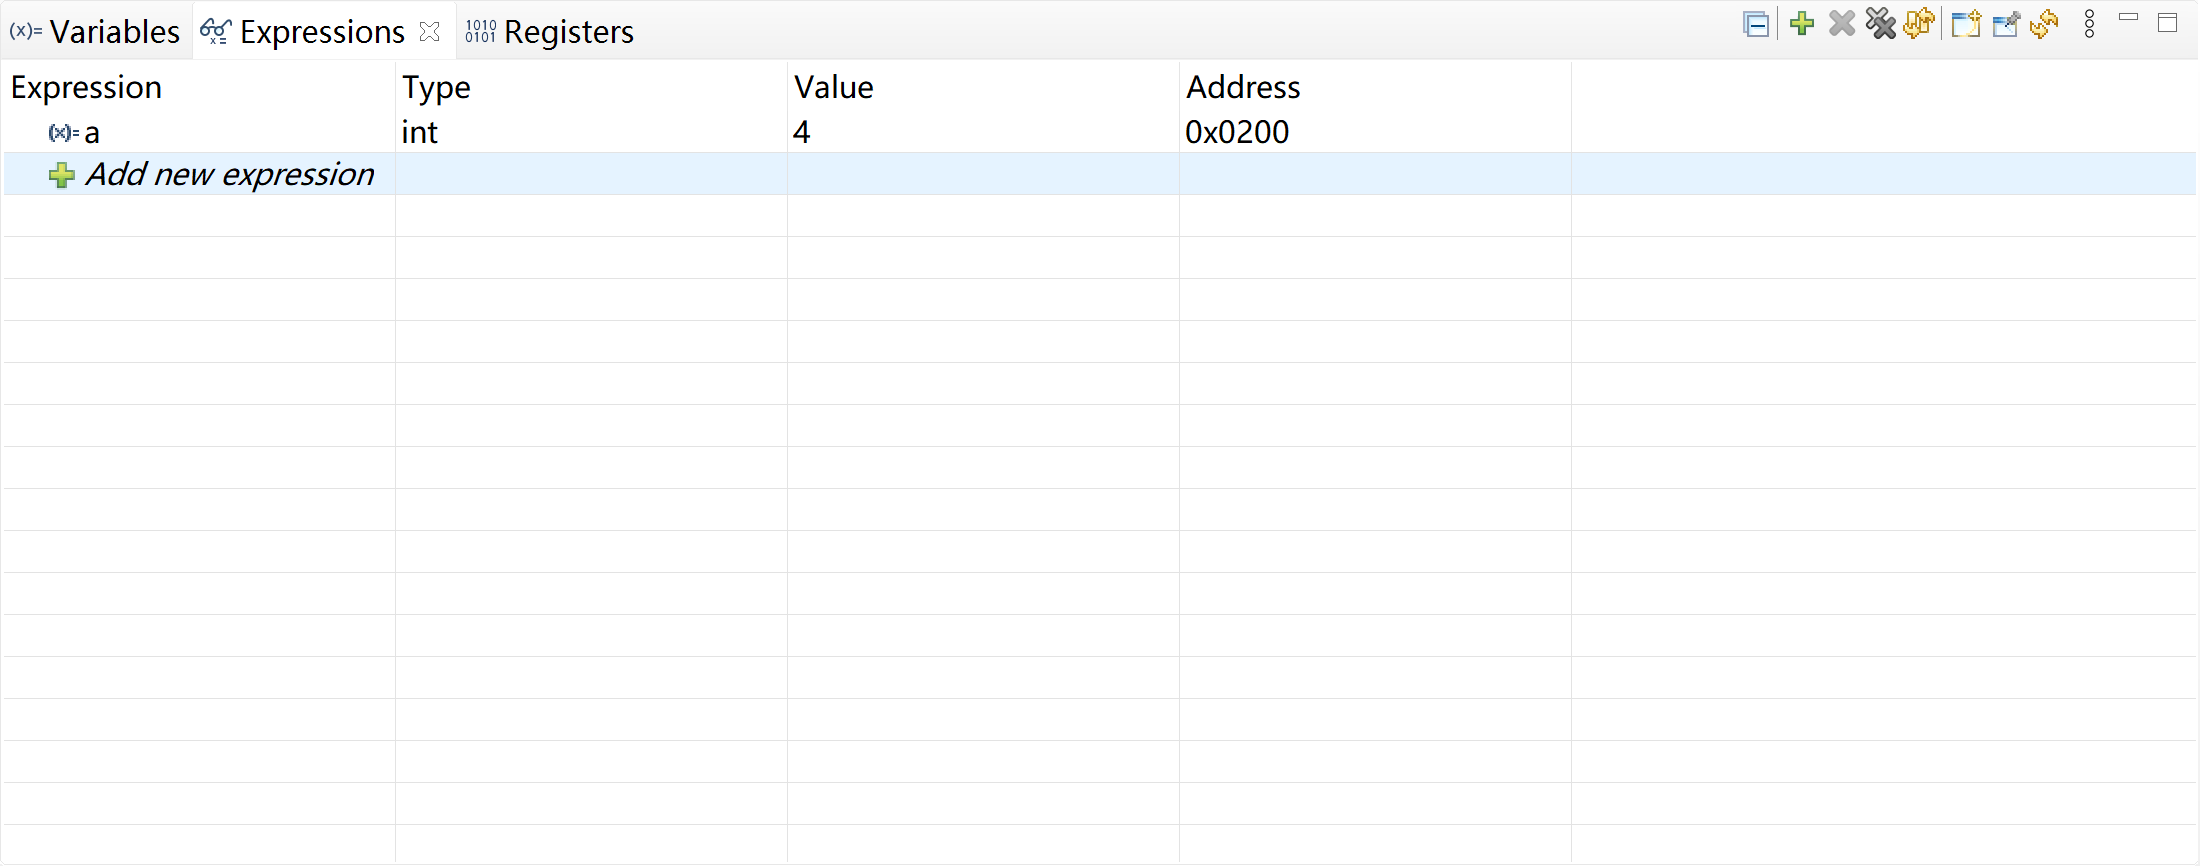 (x)= Variables Expressions 1010 0101 Registers
Expression Type Value Address
(x)= a int 4 0x0200
Add new expression